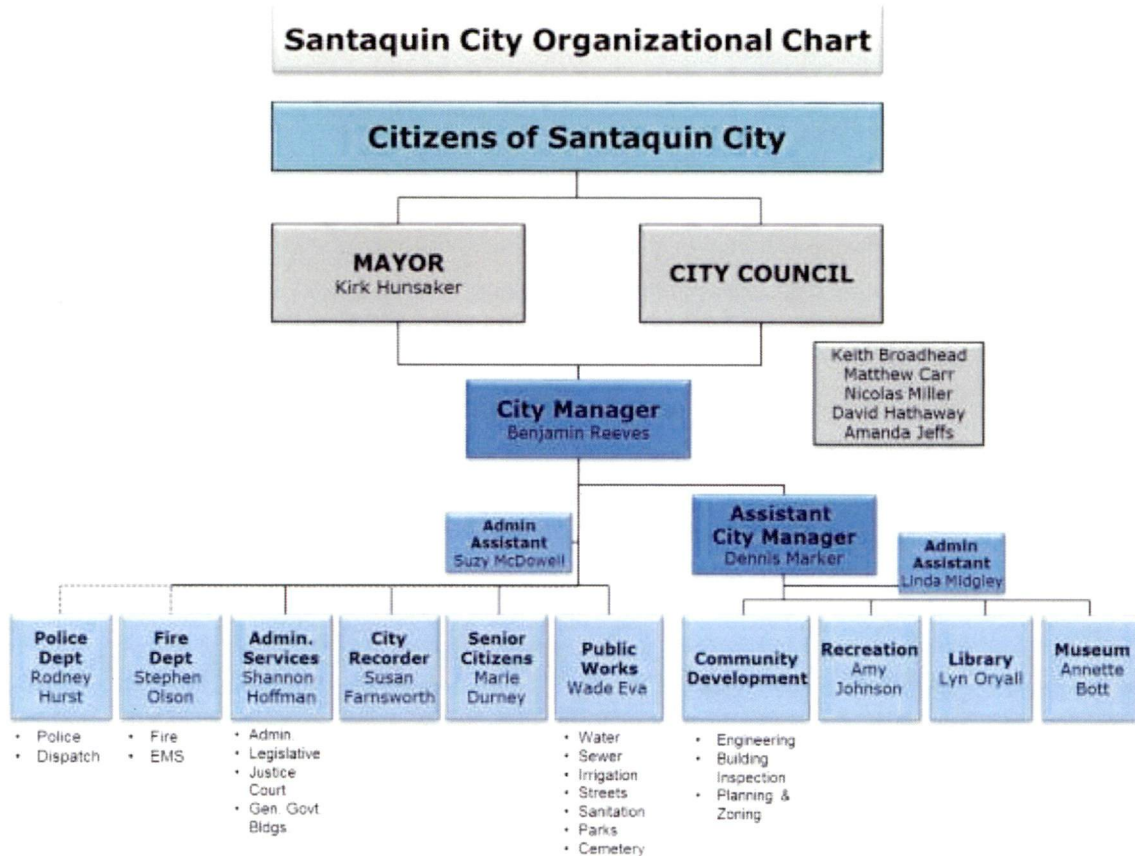 Santaquin City Organizational Chart
Citizens of Santaquin City
MAYOR
Kirk Hunsaker
CITY COUNCIL
Keith Broadhead
Matthew Carr
Nicolas Miller
David Hathaway
Amanda Jeffs
City Manager
Benjamin Reeves
Admin
Assistant
Suzy McDowell
Assistant
City Manager
Dennis Marker
Admin
Assistant
Linda Midgley
Police
Dept
Rodney
Hurst
• Police
• Dispatch
Fire
Dept
Stephen
Olson
• Fire
• EMS
Admin.
Services
Shannon
Hoffman
• Admin
• Legislative
• Justice
Court
• Gen. Govt.
Bldgs
City
Recorder
Susan
Farnsworth
Senior
Citizens
Marie
Durney
Public
Works
Wade Eva
• Water
• Sewer
• Irrigation
• Streets
• Sanitation
• Parks
• Cemetery
Community
Development
• Engineering
• Building
Inspection
• Planning &
Zoning
Recreation
Amy
Johnson
Library
Lyn Oryall
Museum
Annette
Bott